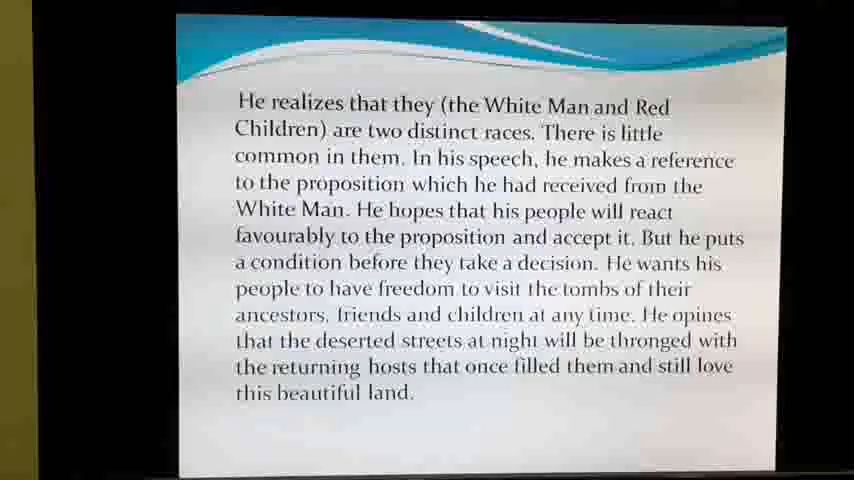 He realizes that they (the White Man and Red
Children) are two distinct races. There is little
common in them. In his speech, he makes a reference
to the proposition which he had received from the
White Man. He hopes that his people will react
favourably to the proposition and accept it. But he puts
a condition before they take a decision. He wants his
people to have freedom to visit the tombs of their
ancestors, friends and children at any time. He opines
that the deserted streets at night will be thronged with
the returning hosts that once filled them and still love
this beautiful land.